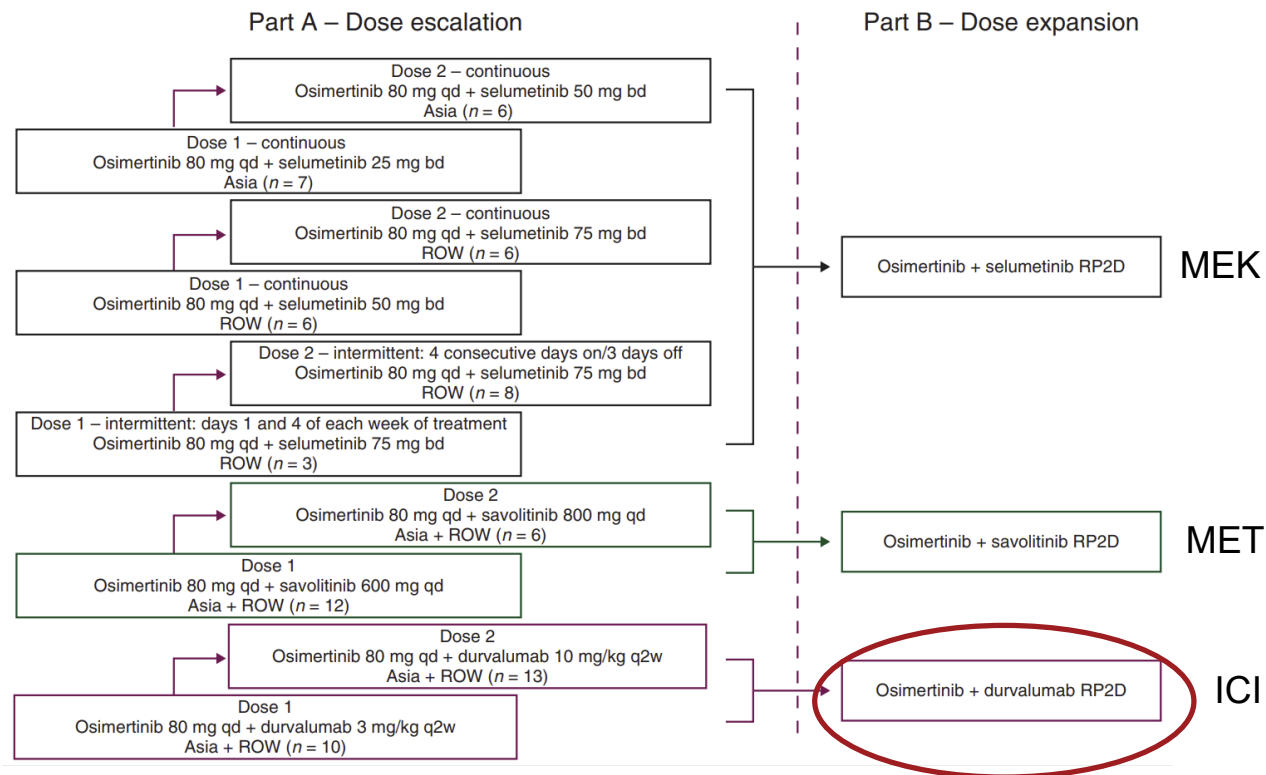 Part A – Dose escalation
Part B – Dose expansion
Dose 2 – continuous
Osimertinib 80 mg qd + selumetinib 50 mg bd
Asia (n = 6)
Dose 1 – continuous
Osimertinib 80 mg qd + selumetinib 25 mg bd
Asia (n = 7)
Dose 2 – continuous
Osimertinib 80 mg qd + selumetinib 75 mg bd
ROW (n = 6)
Dose 1 – continuous
Osimertinib 80 mg qd + selumetinib 50 mg bd
ROW (n = 6)
Dose 2 – intermittent: 4 consecutive days on/3 days off
Osimertinib 80 mg qd + selumetinib 75 mg bd
ROW (n = 8)
Dose 1 – intermittent: days 1 and 4 of each week of treatment
Osimertinib 80 mg qd + selumetinib 75 mg bd
ROW (n = 3)
Osimertinib + selumetinib RP2D
MEK
Dose 2
Osimertinib 80 mg qd + savolitinib 800 mg qd
Asia + ROW (n = 6)
Dose 1
Osimertinib 80 mg qd + savolitinib 600 mg qd
Asia + ROW (n = 12)
Osimertinib + savolitinib RP2D
MET
Dose 2
Osimertinib 80 mg qd + durvalumab 10 mg/kg q2w
Asia + ROW (n = 13)
Dose 1
Osimertinib 80 mg qd + durvalumab 3 mg/kg q2w
Asia + ROW (n = 10)
Osimertinib + durvalumab RP2D
ICI